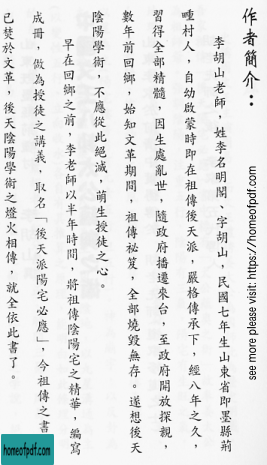 作者簡介：
李胡山老師，姓李名明閣、字胡山，民國七年生山東省即墨縣荊
埵村人，自幼啟蒙時即在祖傳後天派，嚴格傳承下，經八年之久，
習得全部精髓，因生處亂世，隨政府播遷來台，至政府開放探親，
數年前回鄉，始知文革期間，祖傳祕笈，全部燒毀無存。遂想後天
陰陽學術，不應從此絕滅，萌生授徒之心。
早在回鄉之前，李老師以半年時間，將祖傳陰陽宅之精華，編寫
成冊，做為授徒之講義，取名「後天派陽宅必應」，今祖傳之書
已焚於文革，後天陰陽學術之燈火相傳，就全依此書了。
see more please visit: https://homeofpdf.com
homeofpdf.com